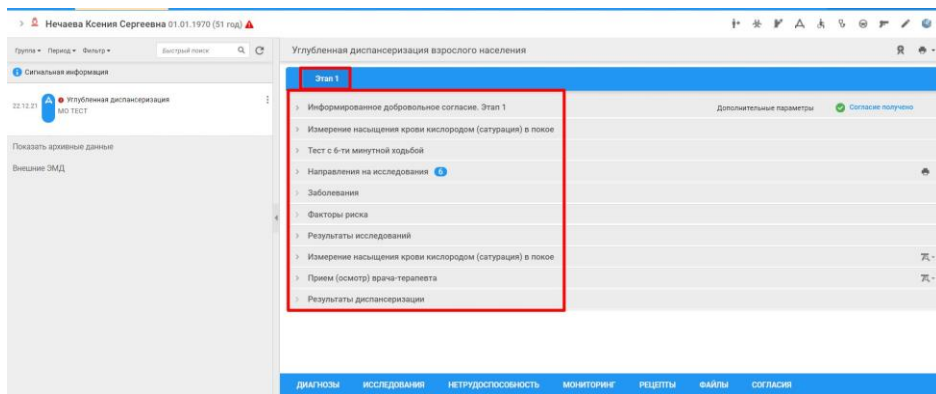 Нечаева Ксения Сергеевна 01.01.1970 (51 год)
Группа Период Фильтр Быстрый поиск
Углубленная диспансеризация взрослого населения
Сигнальная информация
Этап 1
22.12.21 Углубленная диспансеризация
МО ТЕСТ
Показать архивные данные
Внешние ЭМД
Информированное добровольное согласие. Этап 1 Дополнительные параметры Согласие получено
Измерение насыщения крови кислородом (сатурация) в покое
Тест с 6-ти минутной ходьбой
Направления на исследования 6
Заболевания
Факторы риска
Результаты исследований
Измерение насыщения крови кислородом (сатурация) в покое
Прием (осмотр) врача-терапевта
Результаты диспансеризации
ДИАГНОЗЫ ИССЛЕДОВАНИЯ НЕТРУДОСПОСОБНОСТЬ МОНИТОРИНГ РЕЦЕПТЫ ФАЙЛЫ СОГЛАСИЯ